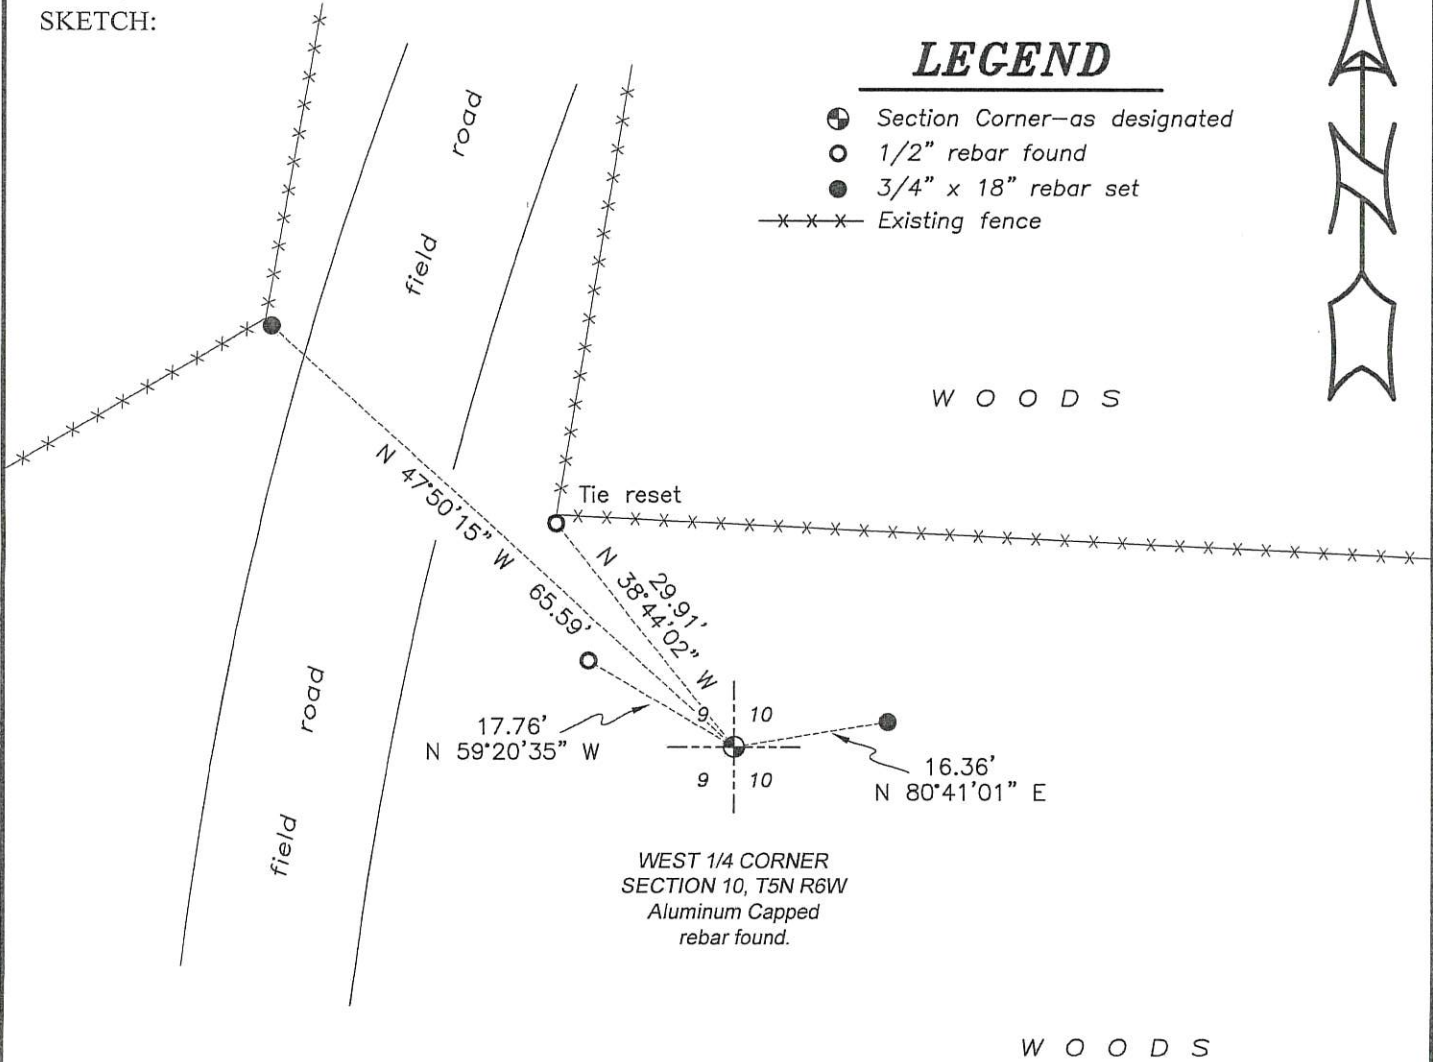 SKETCH:
LEGEND
Section Corner-as designated
1/2" rebar found
3/4" x 18" rebar set
Existing fence
N
field road
WOODS
Tie reset
N 47°50'15" W 65.59'
29.91'
N 38°44'02" W
17.76'
N 59°20'35" W
9 10
9 10
16.36'
N 80°41'01" E
field road
WEST 1/4 CORNER
SECTION 10, T5N R6W
Aluminum Capped
rebar found.
WOODS